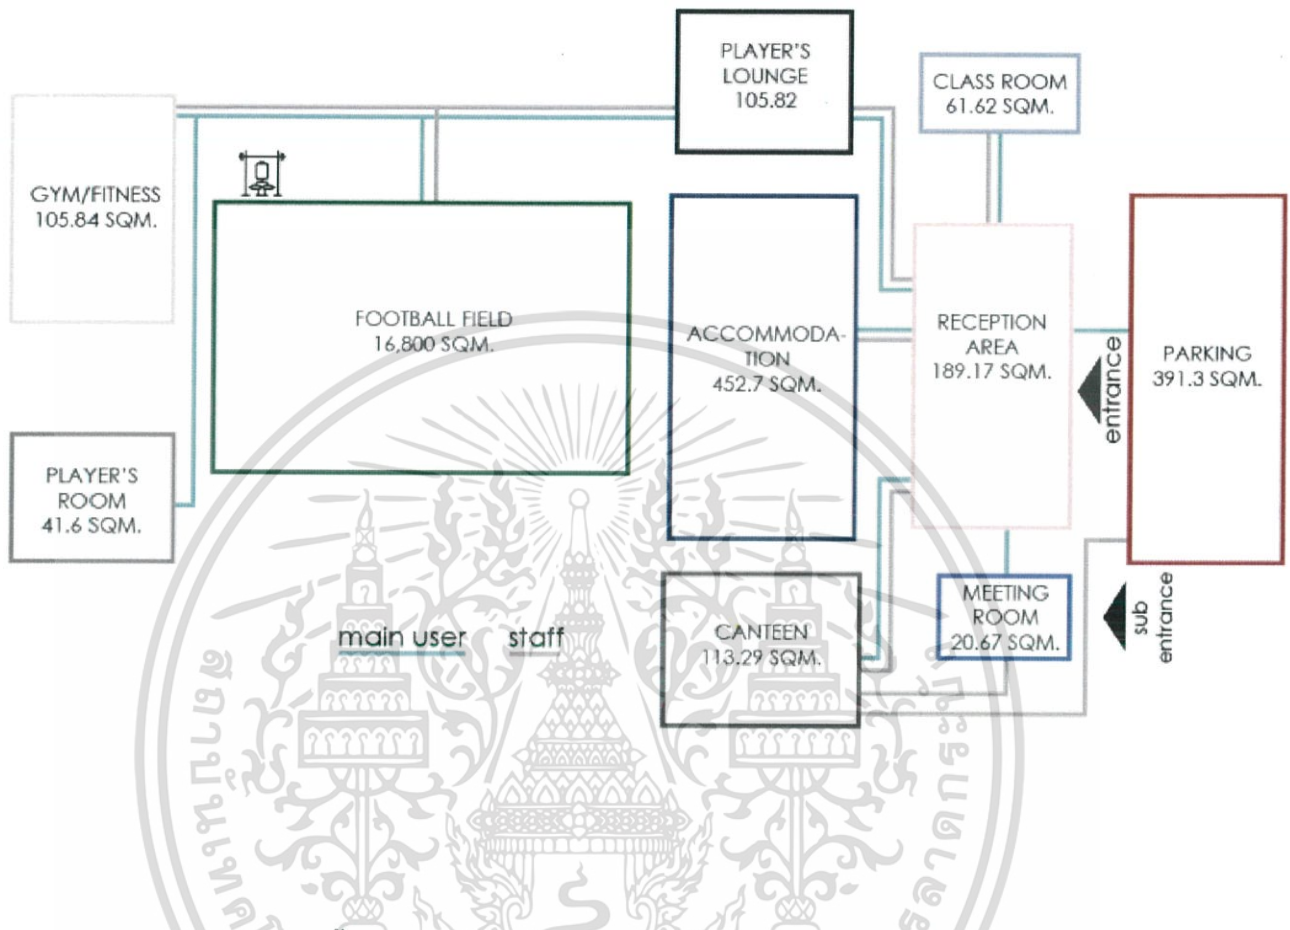 PLAYER'S
LOUNGE
105.82
CLASS ROOM
61.62 SQM.
GYM/FITNESS
105.84 SQM.
FOOTBALL FIELD
16,800 SQM.
ACCOMMODA-
TION
452.7 SQM.
RECEPTION
AREA
189.17 SQM.
entrance
PARKING
391.3 SQM.
PLAYER'S
ROOM
41.6 SQM.
main user staff
CANTEEN
113.29 SQM.
MEETING
ROOM
20.67 SQM.
sub
entrance